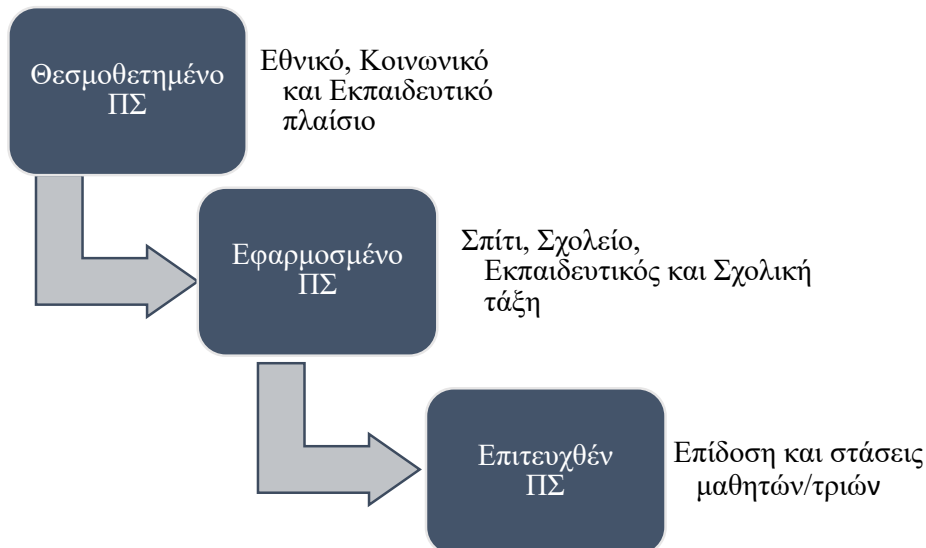 Θεσμοθετημένο
ΠΣ
Εθνικό, Κοινωνικό
και Εκπαιδευτικό
πλαίσιο
Εφαρμοσμένο
ΠΣ
Σπίτι, Σχολείο,
Εκπαιδευτικός και Σχολική
τάξη
Επιτευχθέν
ΠΣ
Επίδοση και στάσεις
μαθητών/τριών